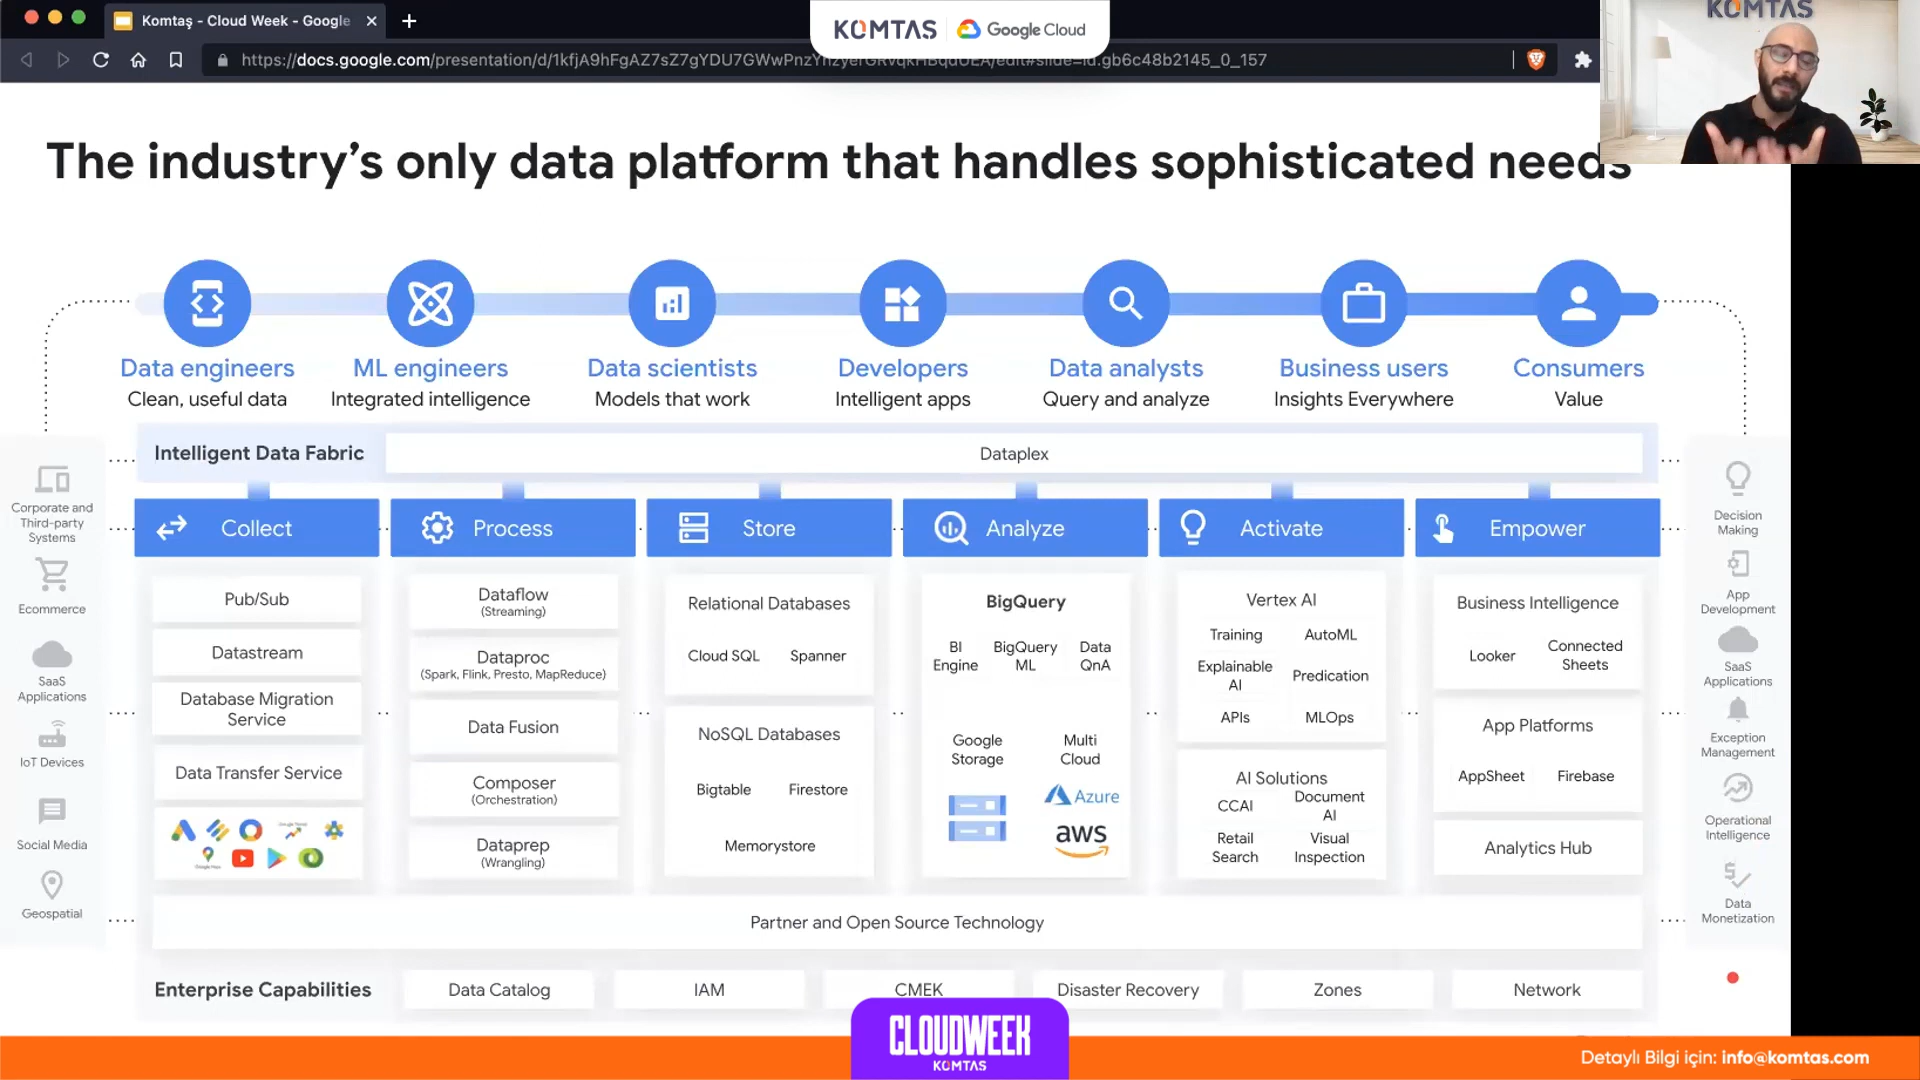 Komtaş - Cloud Week - Google
KOMTAS Google Cloud
KOMTAS
The industry's only data platform that handles sophisticated needs
Data engineers
Clean, useful data
ML engineers
Integrated intelligence
Data scientists
Models that work
Developers
Intelligent apps
Data analysts
Query and analyze
Business users
Insights Everywhere
Consumers
Value
Intelligent Data Fabric
Dataplex
Corporate and
Third-party
Systems
Ecommerce
SaaS
Applications
IoT Devices
Social Media
Geospatial
Collect
Pub/Sub
Datastream
Database Migration
Service
Data Transfer Service
Process
Dataflow
(Streaming)
Dataproc
(Spark, Flink, Presto, MapReduce)
Data Fusion
Composer
(Orchestration)
Dataprep
(Wrangling)
Store
Relational Databases
Cloud SQL Spanner
NoSQL Databases
Bigtable Firestore
Memorystore
Analyze
BigQuery
BI
Engine
BigQuery
ML
Data
QnA
Google
Storage
Multi
Cloud
Azure
aws
Activate
Vertex AI
Training AutoML
Explainable
AI
Predication
APIs MLOps
AI Solutions
CCAI
Document
AI
Retail
Search
Visual
Inspection
Empower
Business Intelligence
Looker
Connected
Sheets
App Platforms
AppSheet Firebase
Analytics Hub
Decision
Making
App
Development
SaaS
Applications
Exception
Management
Operational
Intelligence
Data
Monetization
Partner and Open Source Technology
Enterprise Capabilities
Data Catalog
IAM
CMEK
Disaster Recovery
Zones
Network
CLOUDWEEK
KOMTAS
Detaylı Bilgi için: info@komtas.com